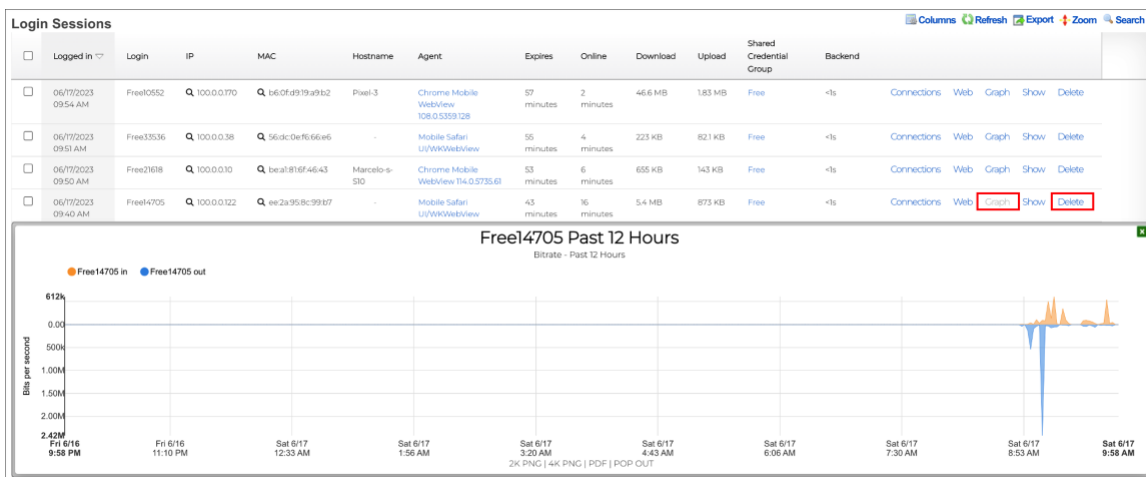 Login Sessions
Columns Refresh Export Zoom Search
Logged in Login IP MAC Hostname Agent Expires Online Download Upload Shared Credential Group Backend
06/17/2023 09:54 AM Free10552 100.0.0.170 b6:0f:d9:19:a9:b2 Pixel-3 Chrome Mobile WebView 108.0.5359.128 57 minutes 2 minutes 46.6 MB 1.83 MB Free <1s Connections Web Graph Show Delete
06/17/2023 09:51 AM Free33536 100.0.0.38 56:dc:0e:f6:66:e6 - Mobile Safari UI/WKWebView 55 minutes 4 minutes 223 KB 82.1 KB Free <1s Connections Web Graph Show Delete
06/17/2023 09:50 AM Free21618 100.0.0.10 be:a1:81:6f:46:43 Marcelo-s-S10 Chrome Mobile WebView 114.0.5735.61 53 minutes 6 minutes 655 KB 143 KB Free <1s Connections Web Graph Show Delete
06/17/2023 09:40 AM Free14705 100.0.0.122 ee:2a:95:8c:99:b7 - Mobile Safari UI/WKWebView 43 minutes 16 minutes 5.4 MB 873 KB Free <1s Connections Web Graph Show Delete
x
Free14705 Past 12 Hours
Bitrate - Past 12 Hours
Free14705 in Free14705 out
Bits per second
612k
0.00
500k
1.00M
1.50M
2.00M
2.42M
Fri 6/16 9:58 PM
Fri 6/16 11:10 PM
Sat 6/17 12:33 AM
Sat 6/17 1:56 AM
Sat 6/17 3:20 AM
Sat 6/17 4:43 AM
Sat 6/17 6:06 AM
Sat 6/17 7:30 AM
Sat 6/17 8:53 AM
Sat 6/17 9:58 AM
2K PNG | 4K PNG | PDF | POP OUT